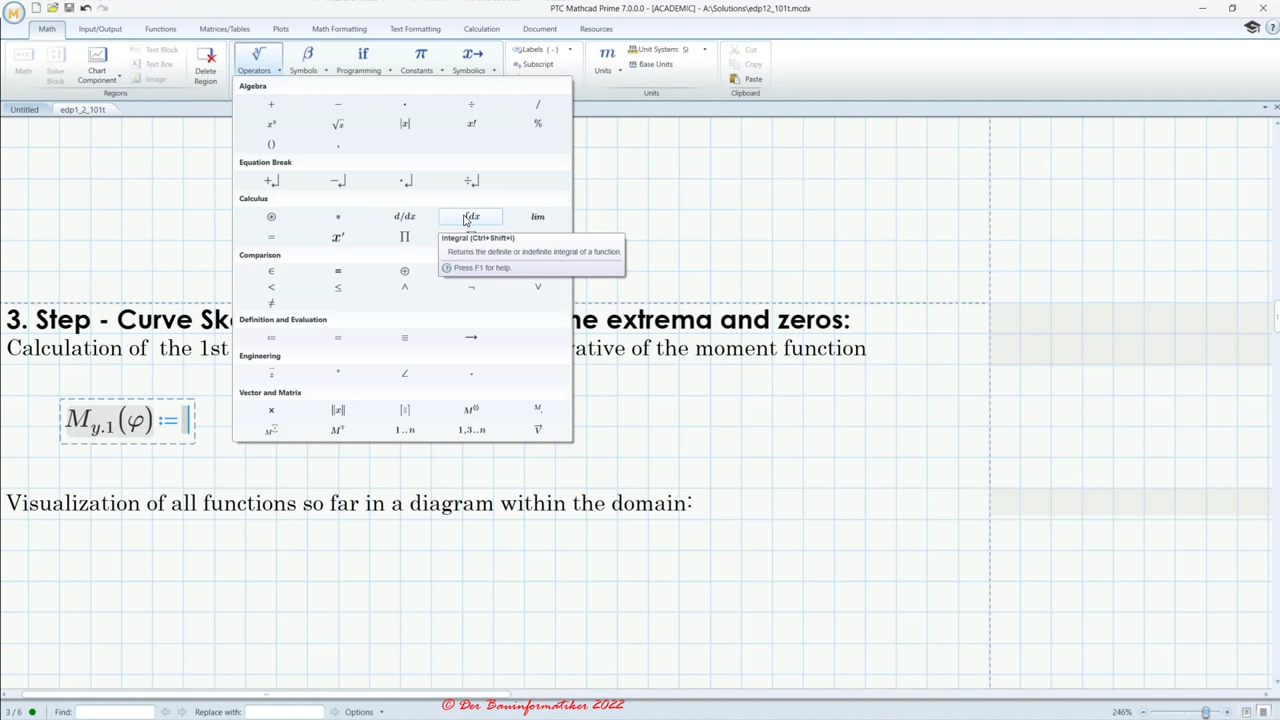 PTC Mathcad Prime 7.0.0.0 - [ACADEMIC] - A:\Solutions\edp12_101t.mcdx
Math Input/Output Functions Matrices/Tables Plots Math Formatting Text Formatting Calculation Document Resources
Math
Solve Block
Chart Component
Text Block
Text Box
Image
Delete Region
Regions
Operators
Symbols
if
Programming
π
Constants
Symbolics
Labels ( - )
Subscript
m
Units
Unit System: SI
Base Units
Units
Cut
Copy
Paste
Clipboard
Untitled edp1_2_101t
Algebra
+ − · ÷ /
|x| x! %
() ,
Equation Break
Calculus
d/dx ∫dx lim
= x′ ∏
Integral (Ctrl+Shift+I)
Returns the definite or indefinite integral of a function.
Press F1 for help.
Comparison
∈ = ⊕
< ≤ ∧ ¬ ∨
≠
Definition and Evaluation
:= = ≡ →
Engineering
Vector and Matrix
× ||x||
1..n 1,3..n
3. Step - Curve Sk
he extrema and zeros:
Calculation of the 1st
vative of the moment function
M y.1 (φ) :=
Visualization of all functions so far in a diagram within the domain:
© Der Bauinformatiker 2022
3 / 6 Find: Replace with: Options 246%